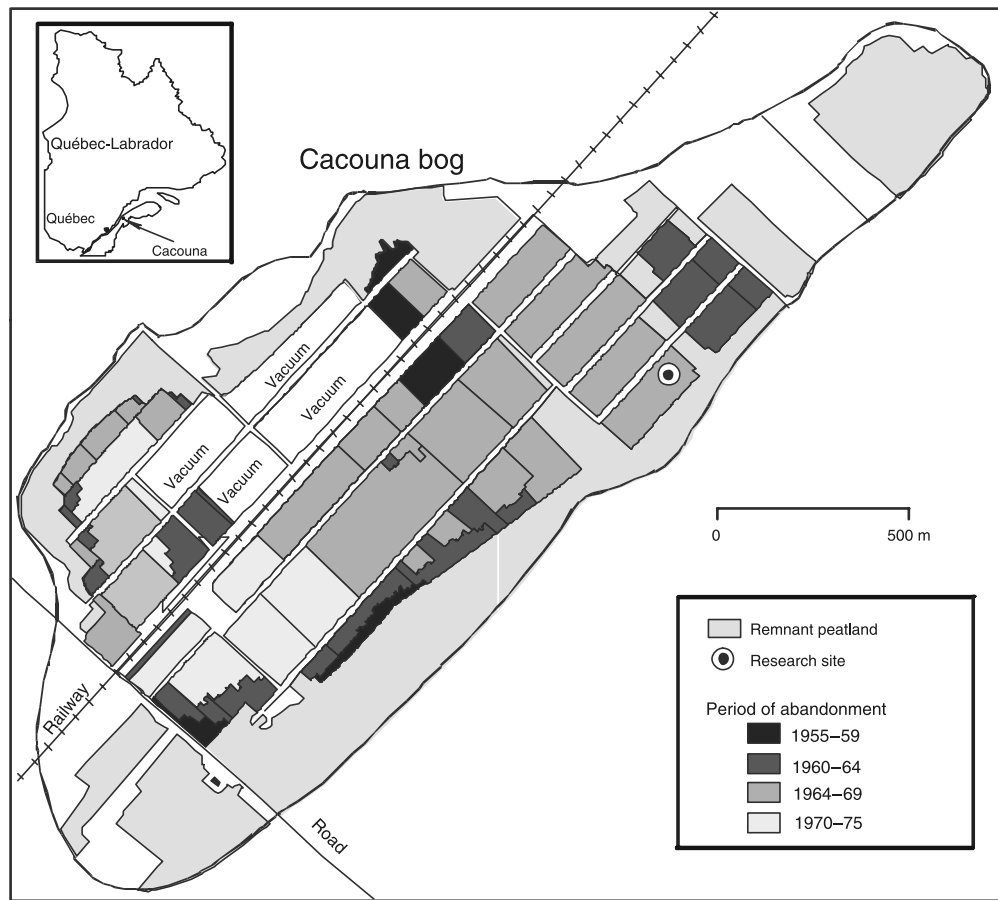 Québec-Labrador
Québec
Cacouna
Cacouna bog
Vacuum
Vacuum
Vacuum
Vacuum
0 500 m
Railway
Road
Remnant peatland
Research site
Period of abandonment
1955–59
1960–64
1964–69
1970–75